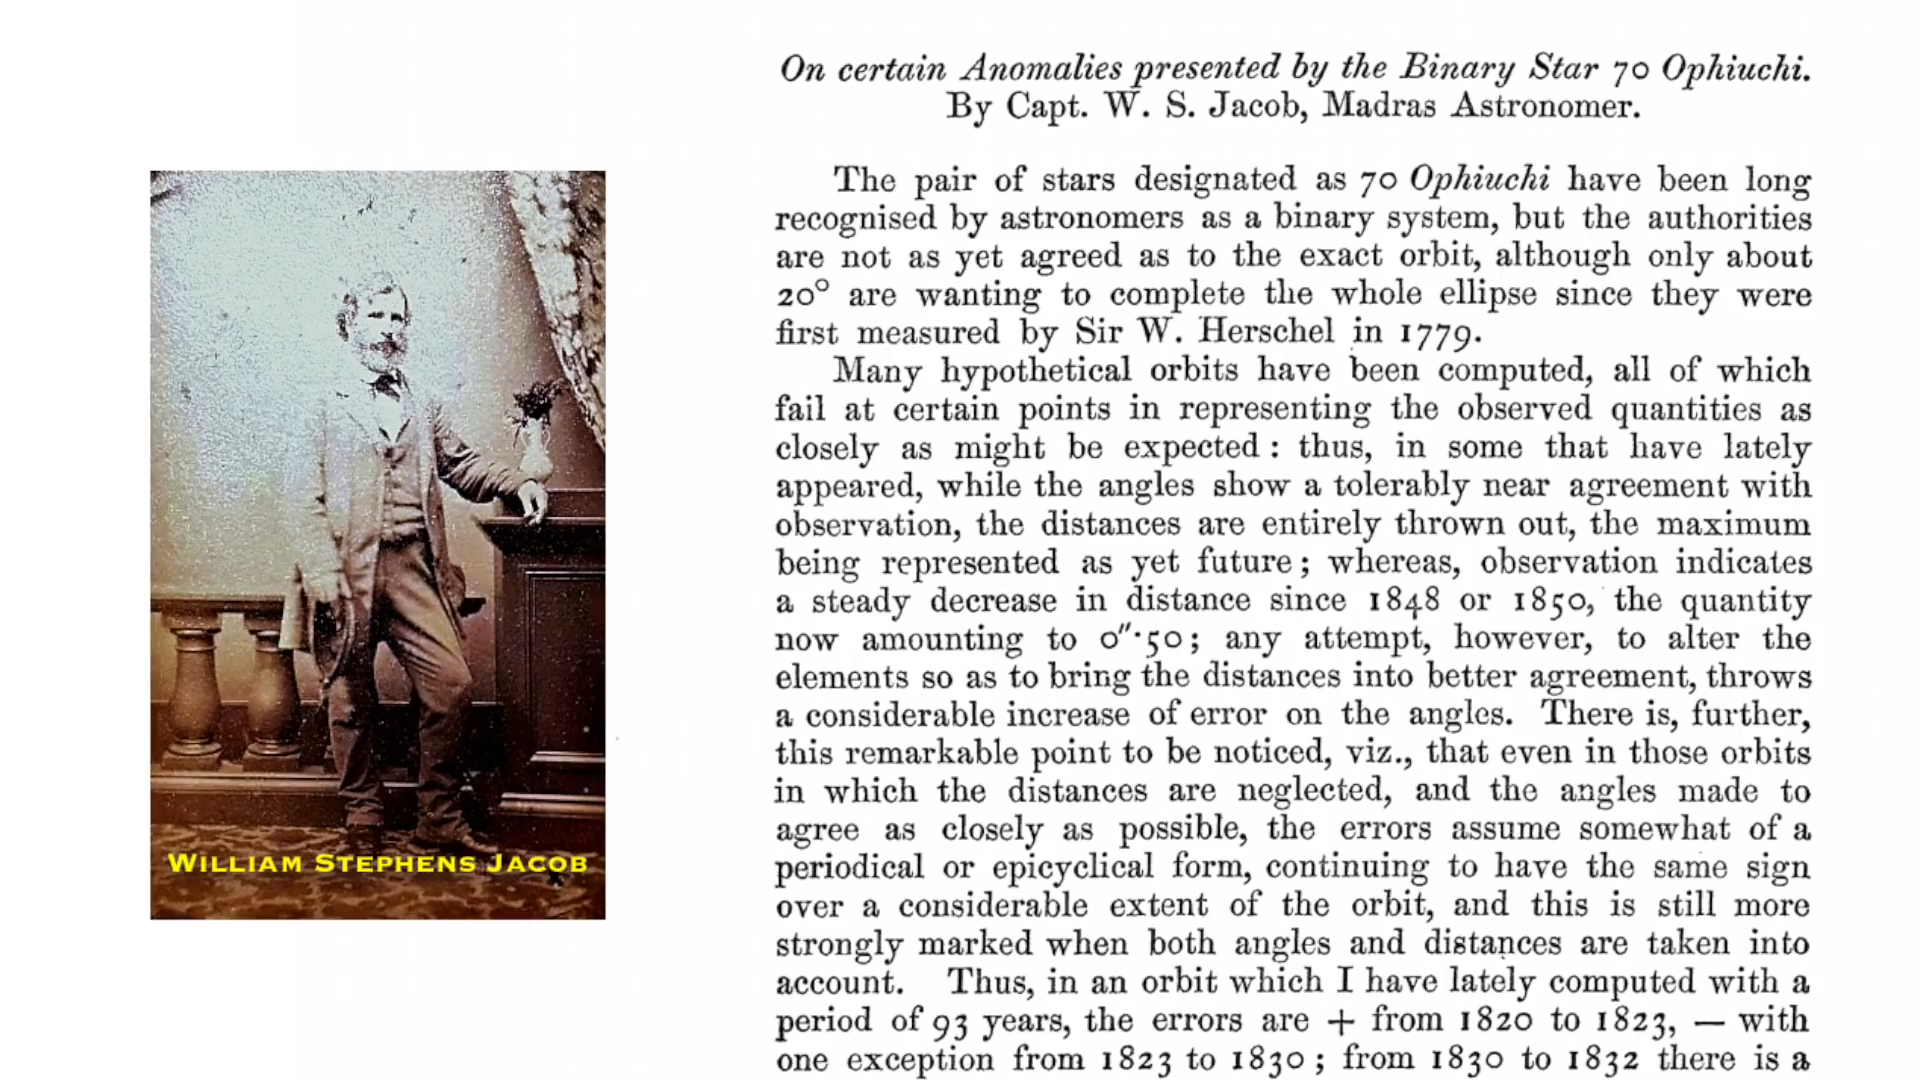 On certain Anomalies presented by the Binary Star 70 Ophiuchi.
By Capt. W. S. Jacob, Madras Astronomer.
The pair of stars designated as 70 Ophiuchi have been long
recognised by astronomers as a binary system, but the authorities
are not as yet agreed as to the exact orbit, although only about
20° are wanting to complete the whole ellipse since they were
first measured by Sir W. Herschel in 1779.
Many hypothetical orbits have been computed, all of which
fail at certain points in representing the observed quantities as
closely as might be expected: thus, in some that have lately
appeared, while the angles show a tolerably near agreement with
observation, the distances are entirely thrown out, the maximum
being represented as yet future; whereas, observation indicates
a steady decrease in distance since 1848 or 1850, the quantity
now amounting to 0″·50; any attempt, however, to alter the
elements so as to bring the distances into better agreement, throws
a considerable increase of error on the angles. There is, further,
this remarkable point to be noticed, viz., that even in those orbits
in which the distances are neglected, and the angles made to
agree as closely as possible, the errors assume somewhat of a
periodical or epicyclical form, continuing to have the same sign
over a considerable extent of the orbit, and this is still more
strongly marked when both angles and distances are taken into
account. Thus, in an orbit which I have lately computed with a
period of 93 years, the errors are + from 1820 to 1823, — with
one exception from 1823 to 1830; from 1830 to 1832 there is a
William Stephens Jacob